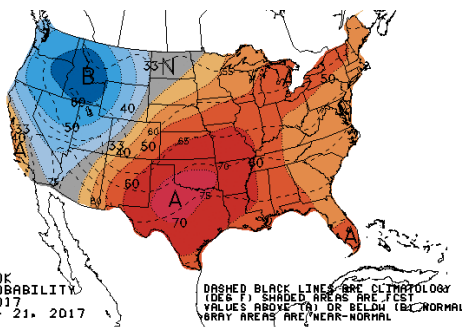 55
33 N
B
A
50
60
40
50
33
40
50
60
65
A
70
60
60
75
A
70
80
A
OK
OBABILITY
017
21, 2017
DASHED BLACK LINES ARE CLIMATOLOGY
(DEG F) SHADED AREAS ARE FCST
VALUES ABOVE (A) OR BELOW (B) NORMAL
GRAY AREAS ARE NEAR-NORMAL